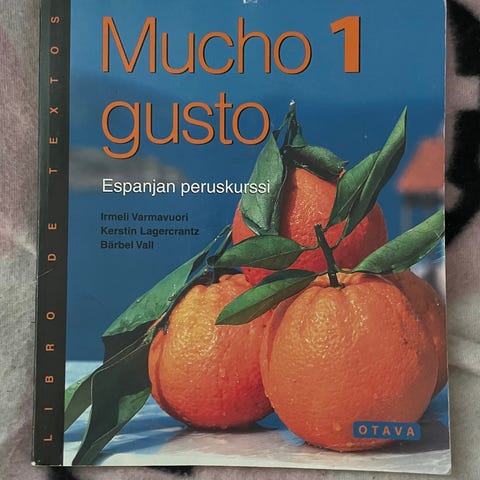 Mucho 1
gusto
Espanjan peruskurssi
Irmeli Varmavuori
Kerstin Lagercrantz
Bärbel Vall
LIBRO DE TEXTOS
OTAVA